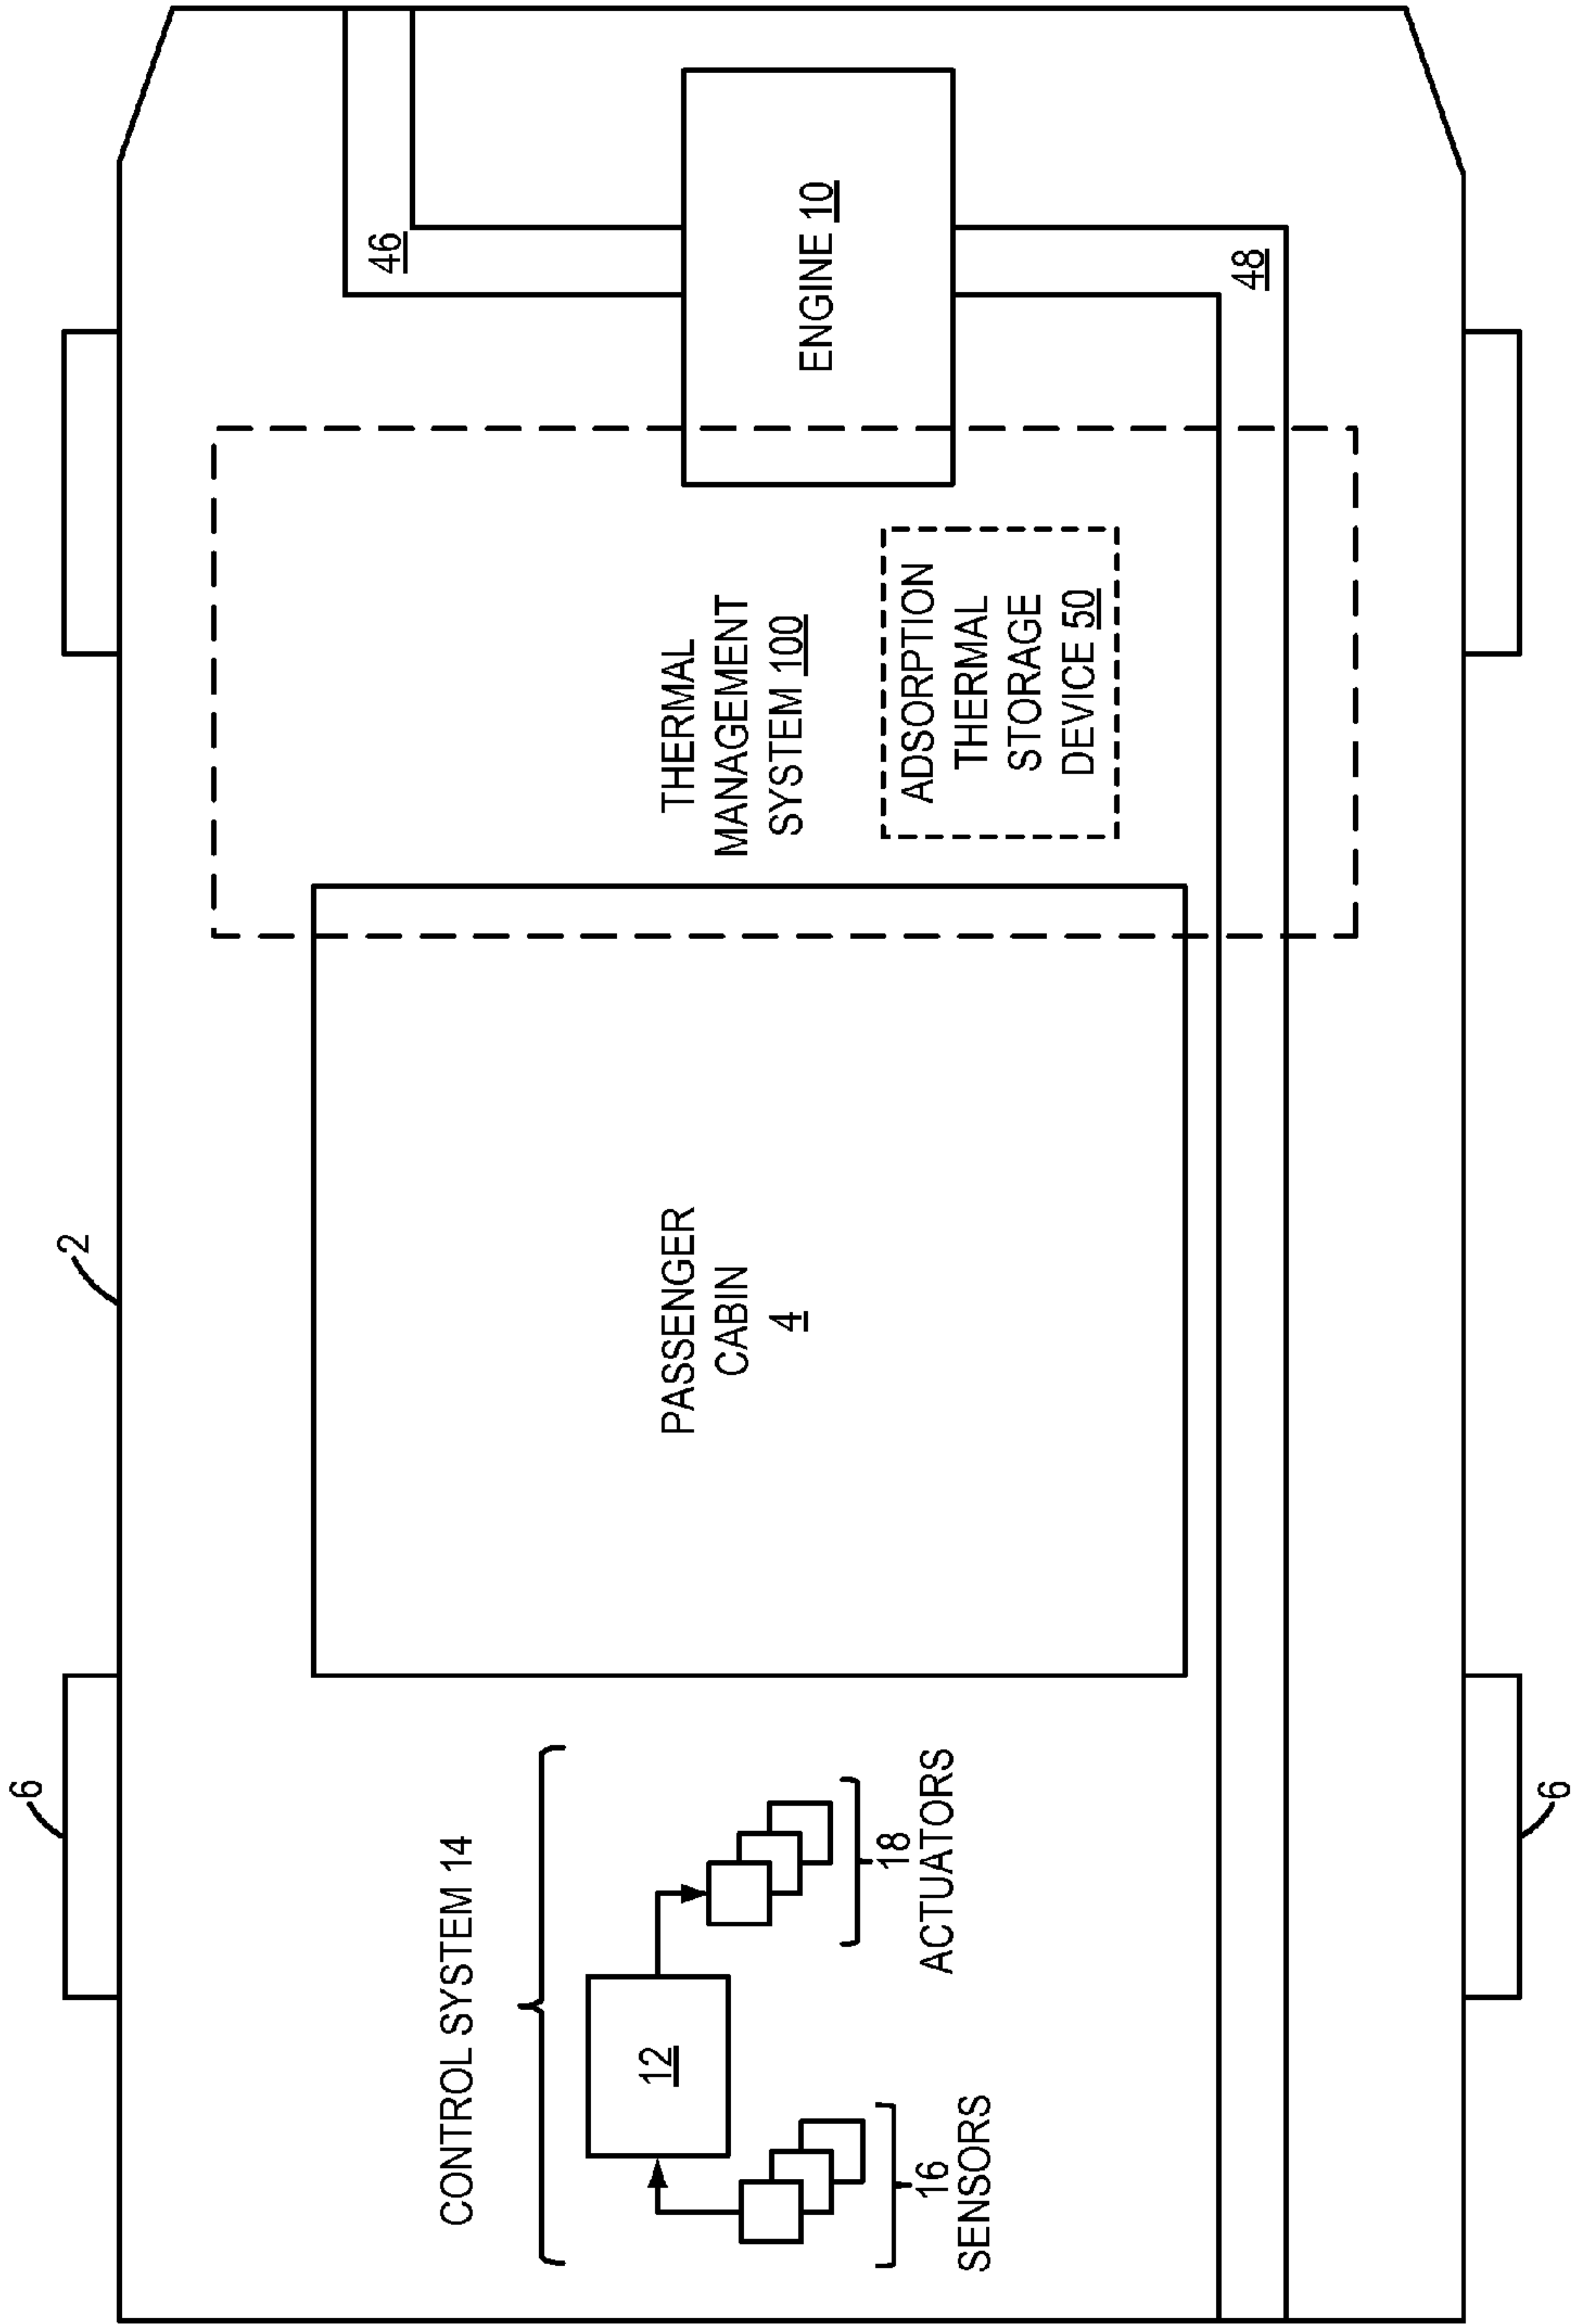 6
2
CONTROL SYSTEM 14
12
16
SENSORS
18
ACTUATORS
PASSENGER
CABIN
4
THERMAL
MANAGEMENT
SYSTEM 100
ADSORPTION
THERMAL
STORAGE
DEVICE 50
46
ENGINE 10
48
6